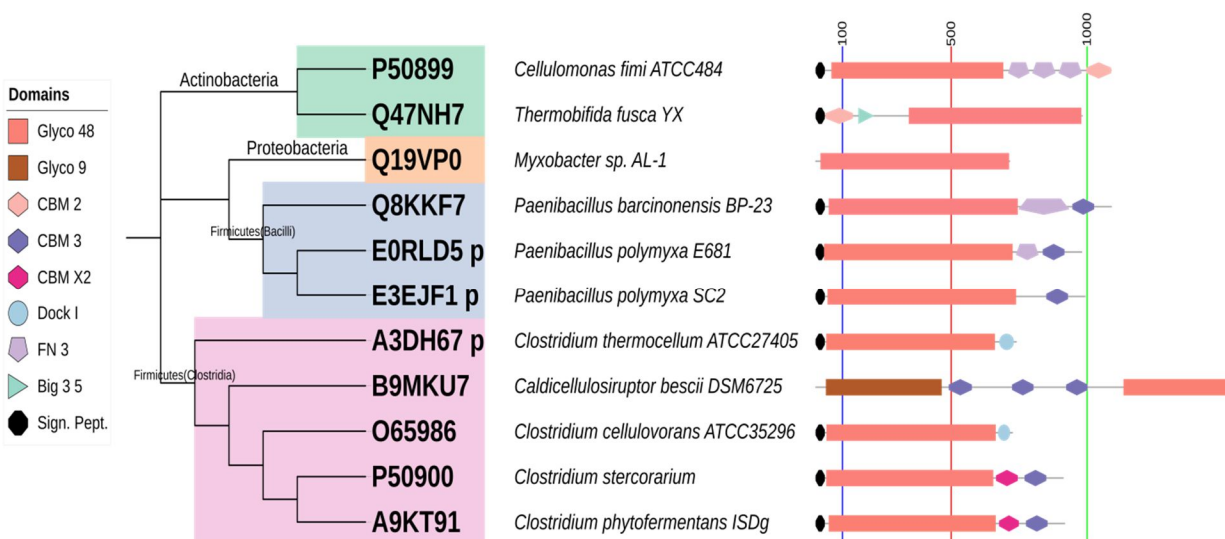 100
500
1000
Domains
Glyco 48
Glyco 9
CBM 2
CBM 3
CBM X2
Dock I
FN 3
Big 3 5
Sign. Pept.
Actinobacteria
Proteobacteria
Firmicutes(Bacilli)
Firmicutes(Clostridia)
P50899 Cellulomonas fimi ATCC484
Q47NH7 Thermobifida fusca YX
Q19VP0 Myxobacter sp. AL-1
Q8KKF7 Paenibacillus barcinonensis BP-23
E0RLD5 p Paenibacillus polymyxa E681
E3EJF1 p Paenibacillus polymyxa SC2
A3DH67 p Clostridium thermocellum ATCC27405
B9MKU7 Caldicellulosiruptor bescii DSM6725
O65986 Clostridium cellulovorans ATCC35296
P50900 Clostridium stercorarium
A9KT91 Clostridium phytofermentans ISDg